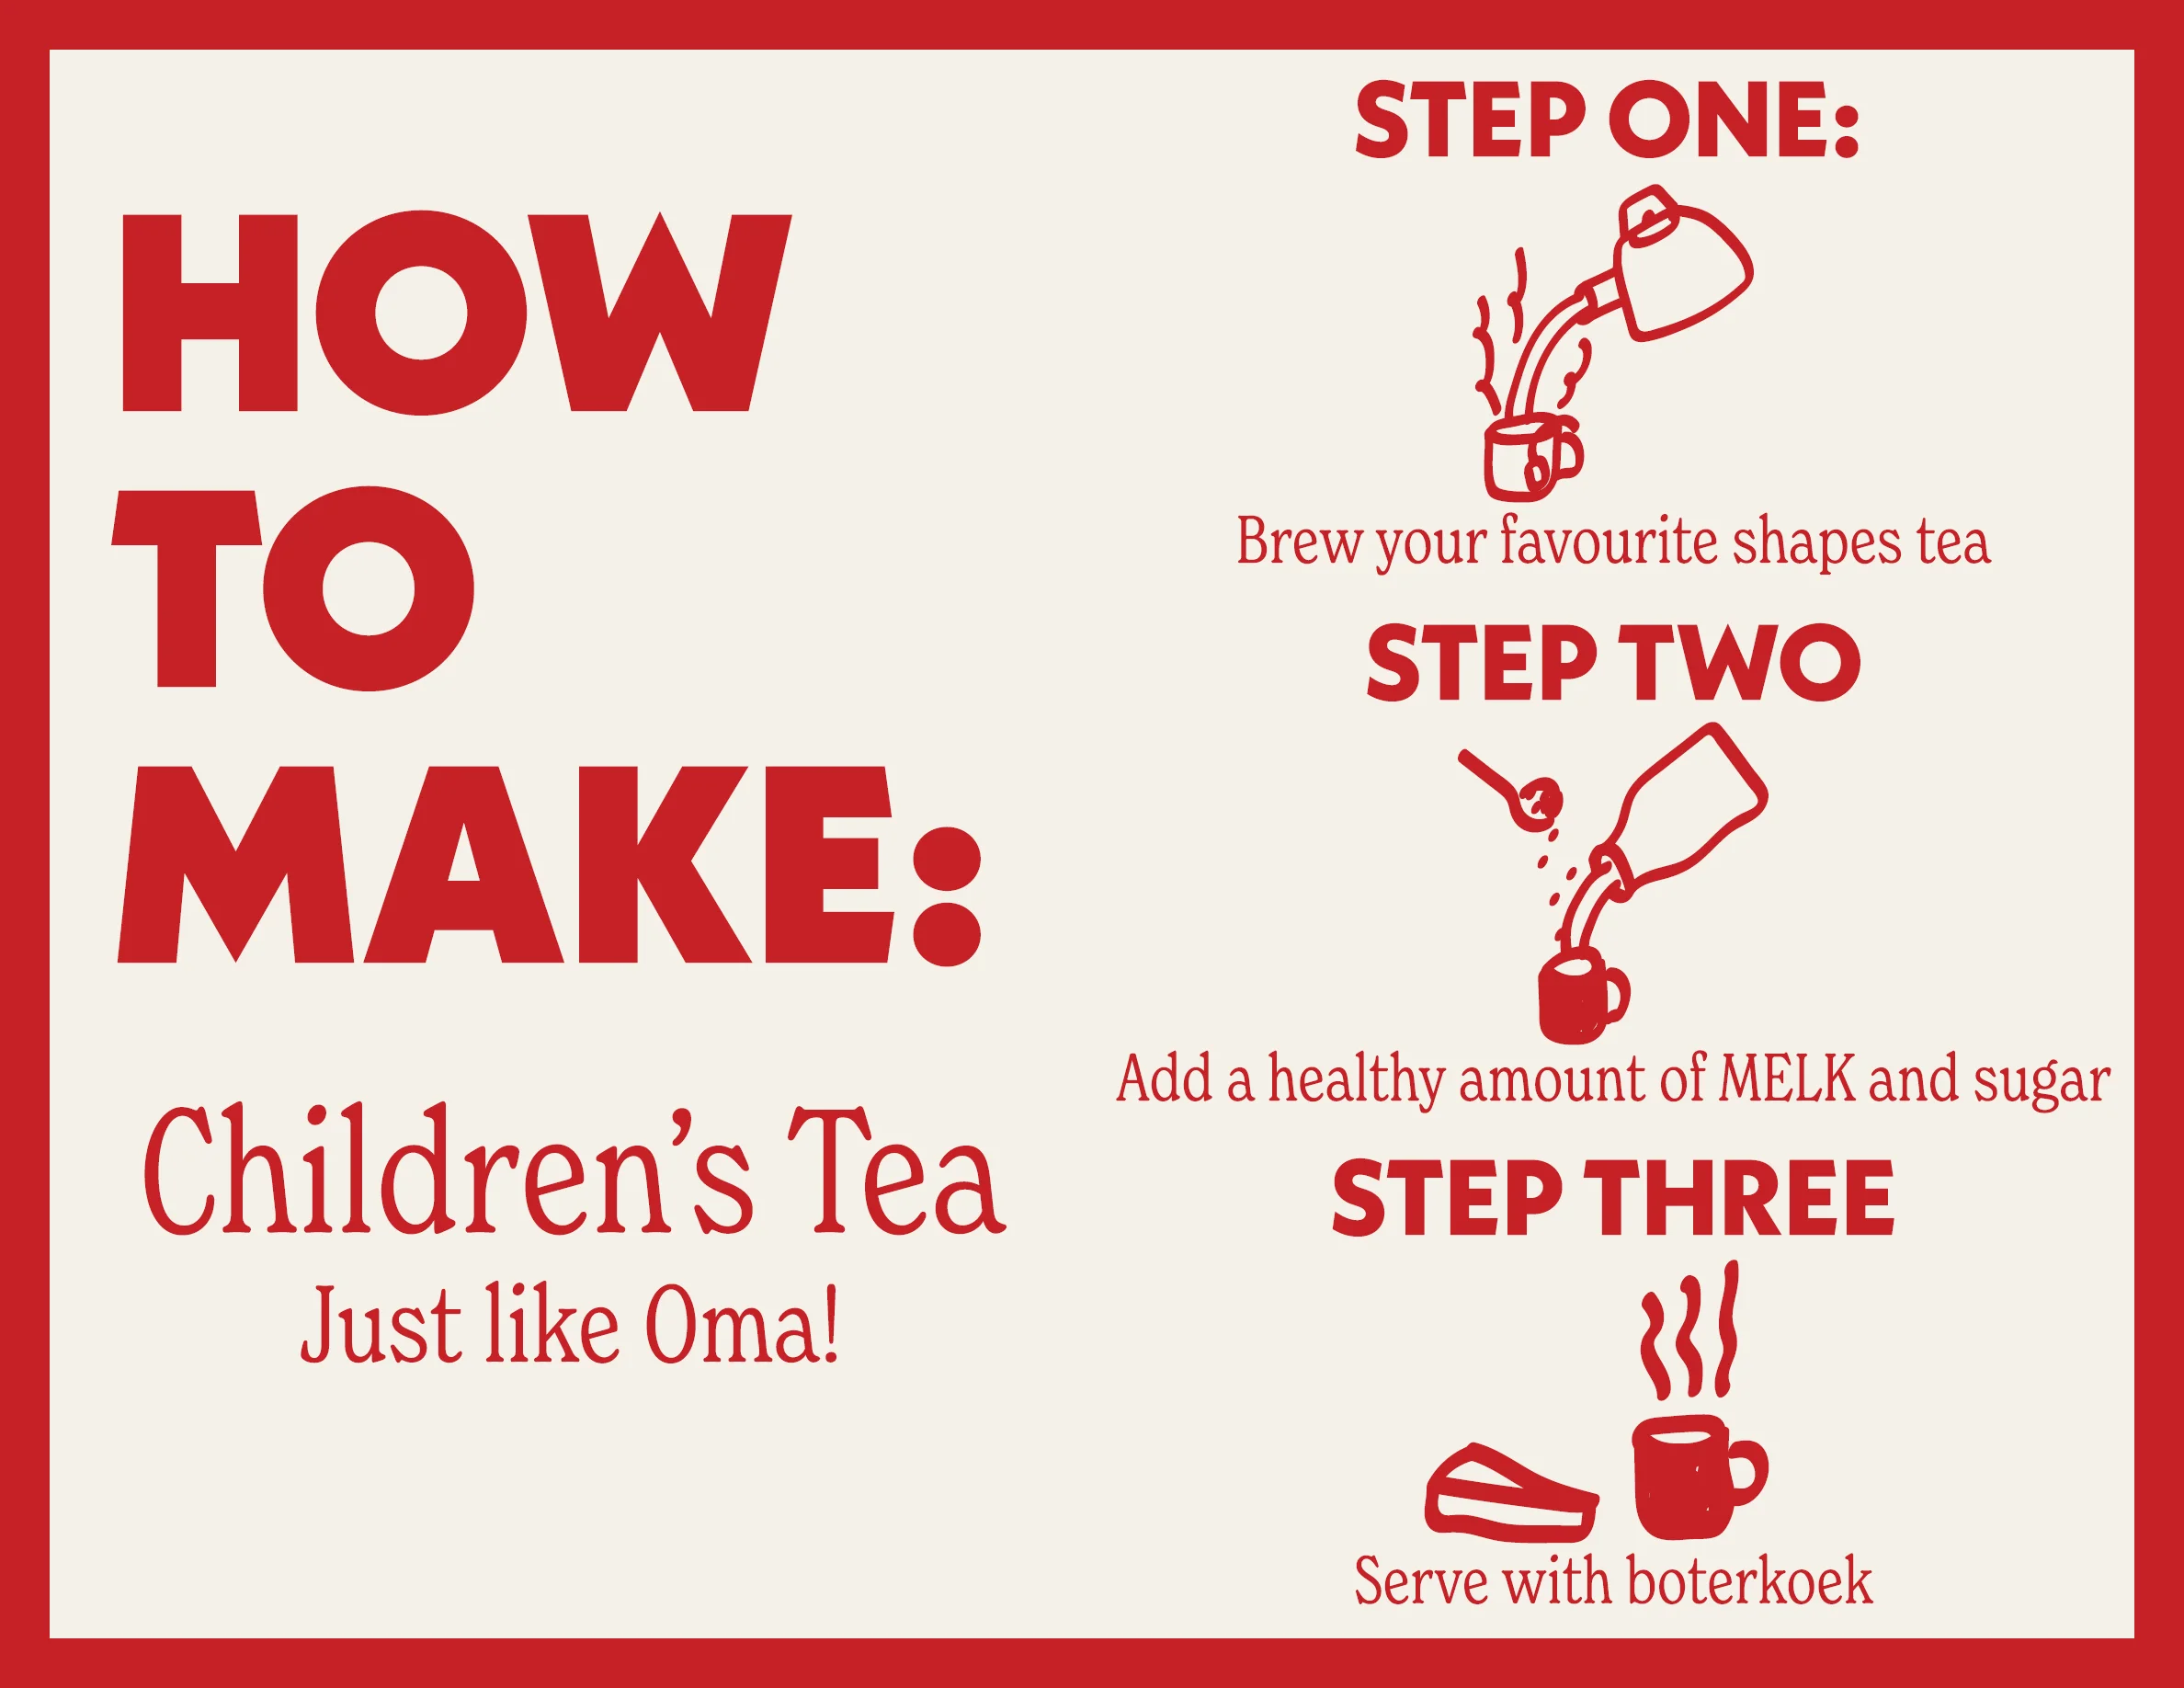 HOW
TO
MAKE:
Children's Tea
Just like Oma!
STEP ONE:
Brew your favourite shapes tea
STEP TWO
Add a healthy amount of MELK and sugar
STEP THREE
Serve with boterkoek